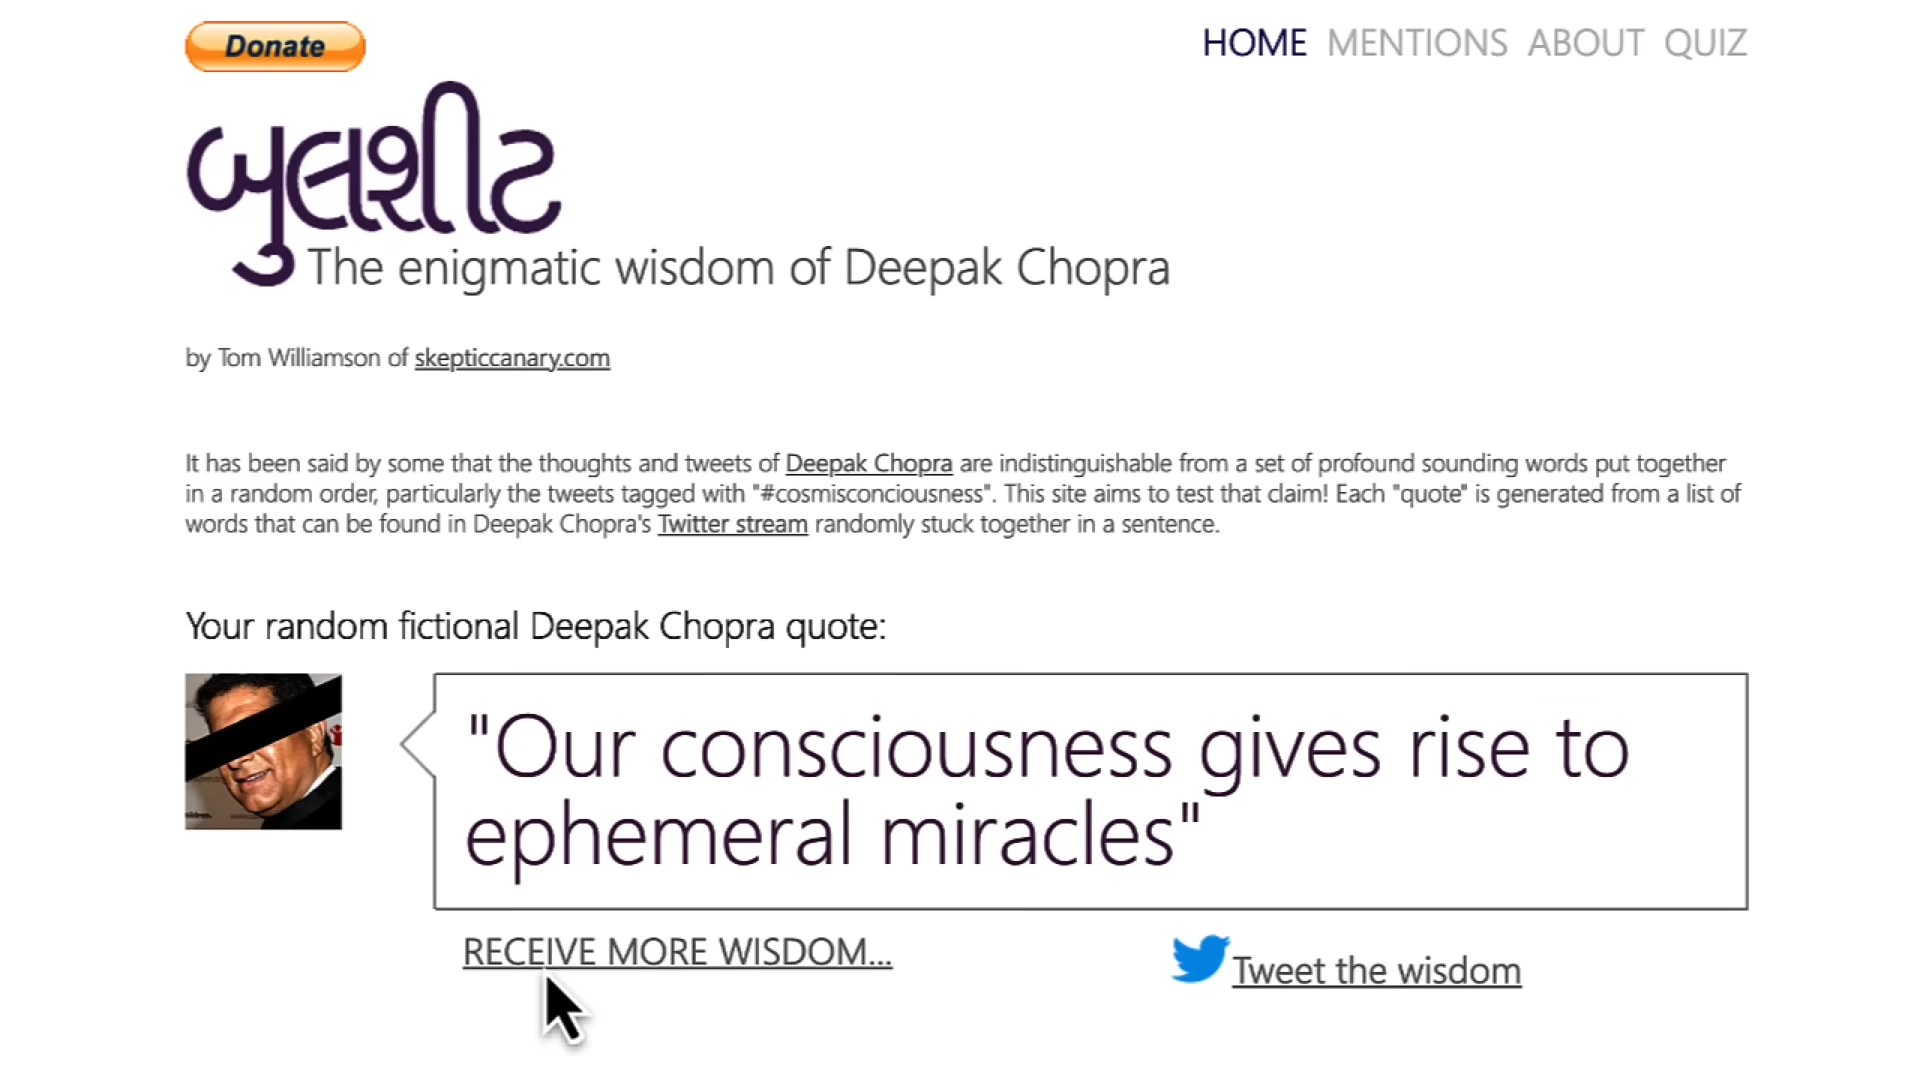 Donate
HOME MENTIONS ABOUT QUIZ
બુલશીટ
The enigmatic wisdom of Deepak Chopra
by Tom Williamson of skepticcanary.com
It has been said by some that the thoughts and tweets of Deepak Chopra are indistinguishable from a set of profound sounding words put together
in a random order, particularly the tweets tagged with "#cosmisconciousness". This site aims to test that claim! Each "quote" is generated from a list of
words that can be found in Deepak Chopra's Twitter stream randomly stuck together in a sentence.
Your random fictional Deepak Chopra quote:
"Our consciousness gives rise to
ephemeral miracles"
RECEIVE MORE WISDOM...
Tweet the wisdom